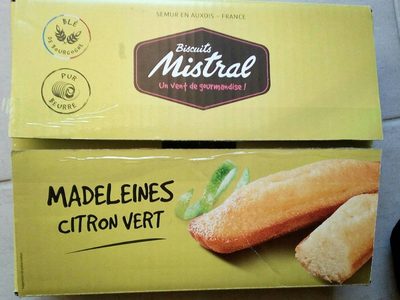 SEMUR EN AUXOIS – FRANCE
BLÉ
DE BOURGOGNE
PUR
BEURRE
Biscuits
Mistral
Un vent de gourmandise !
MADELEINES
CITRON VERT